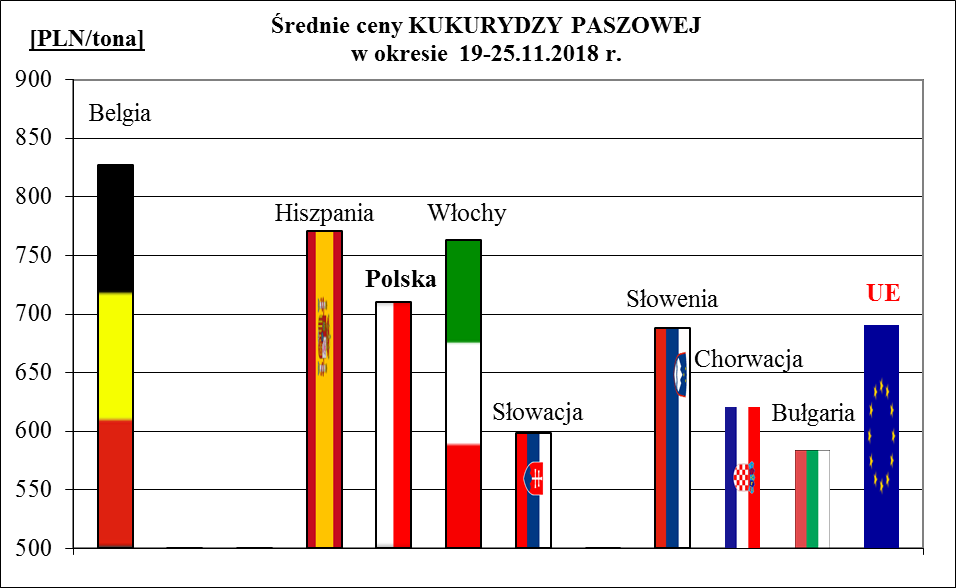 Średnie ceny KUKURYDZY PASZOWEJ
w okresie 19-25.11.2018 r.
[PLN/tona]
900
850
800
750
700
650
600
550
500
Belgia
Hiszpania
Polska
Włochy
Słowacja
Słowenia
Chorwacja
Bułgaria
UE